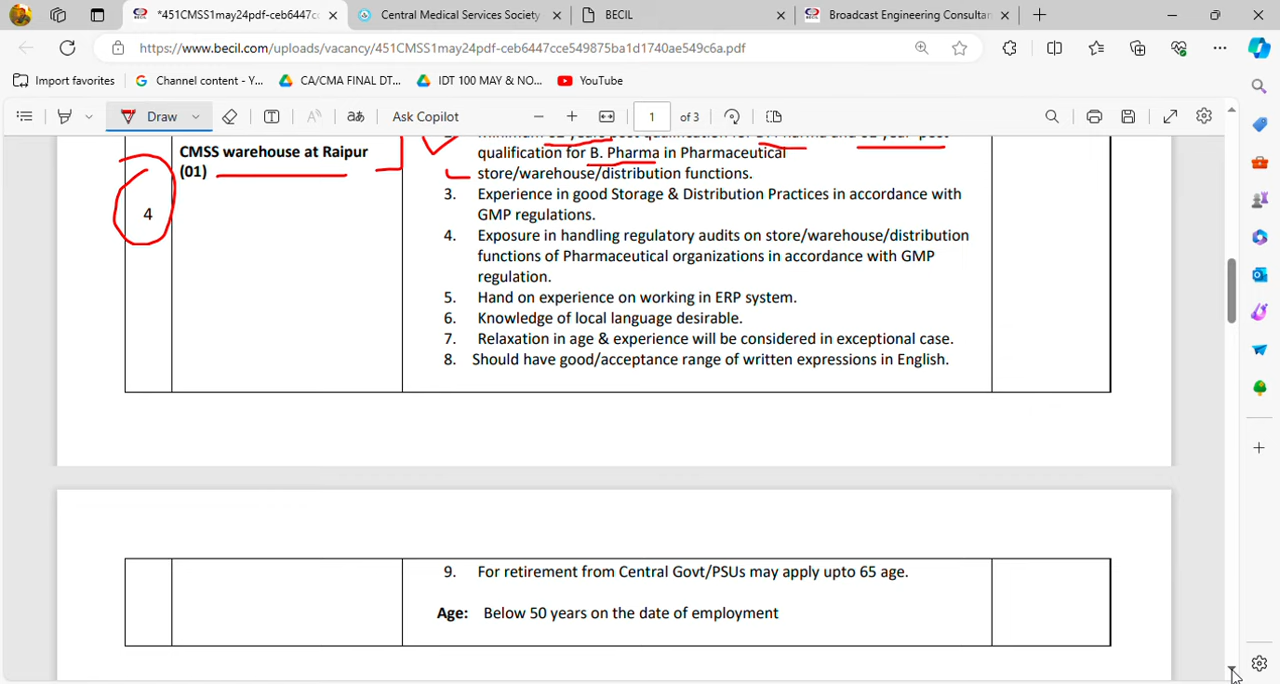 *451CMSS1may24pdf-ceb6447cc
Central Medical Services Society
BECIL
Broadcast Engineering Consultan
https://www.becil.com/uploads/vacancy/451CMSS1may24pdf-ceb6447cce549875ba1d1740ae549c6a.pdf
Import favorites
Channel content - Y...
CA/CMA FINAL DT...
IDT 100 MAY & NO...
YouTube
Draw
aあ
Ask Copilot
1 of 3
CMSS warehouse at Raipur
(01)
4
qualification for B. Pharma in Pharmaceutical
store/warehouse/distribution functions.
3. Experience in good Storage & Distribution Practices in accordance with
GMP regulations.
4. Exposure in handling regulatory audits on store/warehouse/distribution
functions of Pharmaceutical organizations in accordance with GMP
regulation.
5. Hand on experience on working in ERP system.
6. Knowledge of local language desirable.
7. Relaxation in age & experience will be considered in exceptional case.
8. Should have good/acceptance range of written expressions in English.
9. For retirement from Central Govt/PSUs may apply upto 65 age.
Age: Below 50 years on the date of employment